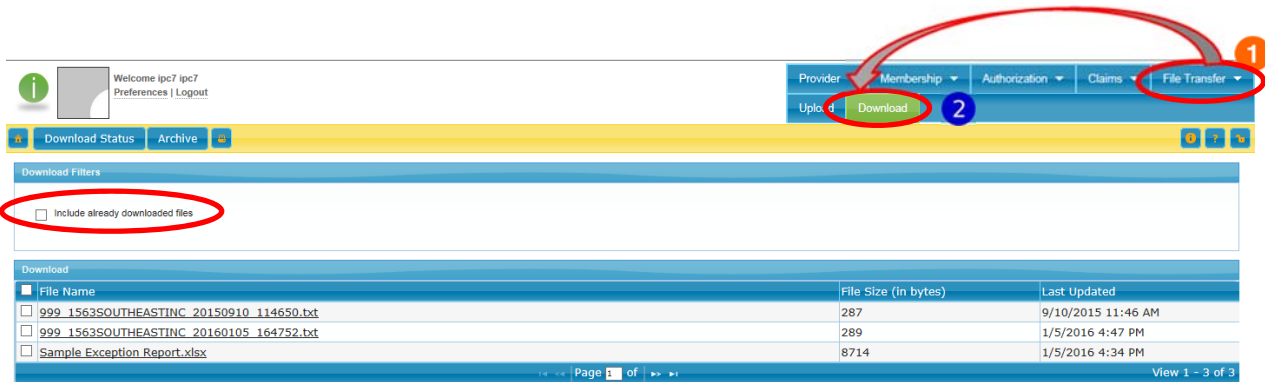 1
Welcome ipc7 ipc7
Preferences | Logout
Provider Membership Authorization Claims File Transfer
Upload Download 2
Download Status Archive
Download Filters
Include already downloaded files
Download
File Name File Size (in bytes) Last Updated
999_1563SOUTHEASTINC_20150910_114650.txt 287 9/10/2015 11:46 AM
999_1563SOUTHEASTINC_20160105_164752.txt 289 1/5/2016 4:47 PM
Sample Exception Report.xlsx 8714 1/5/2016 4:34 PM
Page 1 of View 1 - 3 of 3